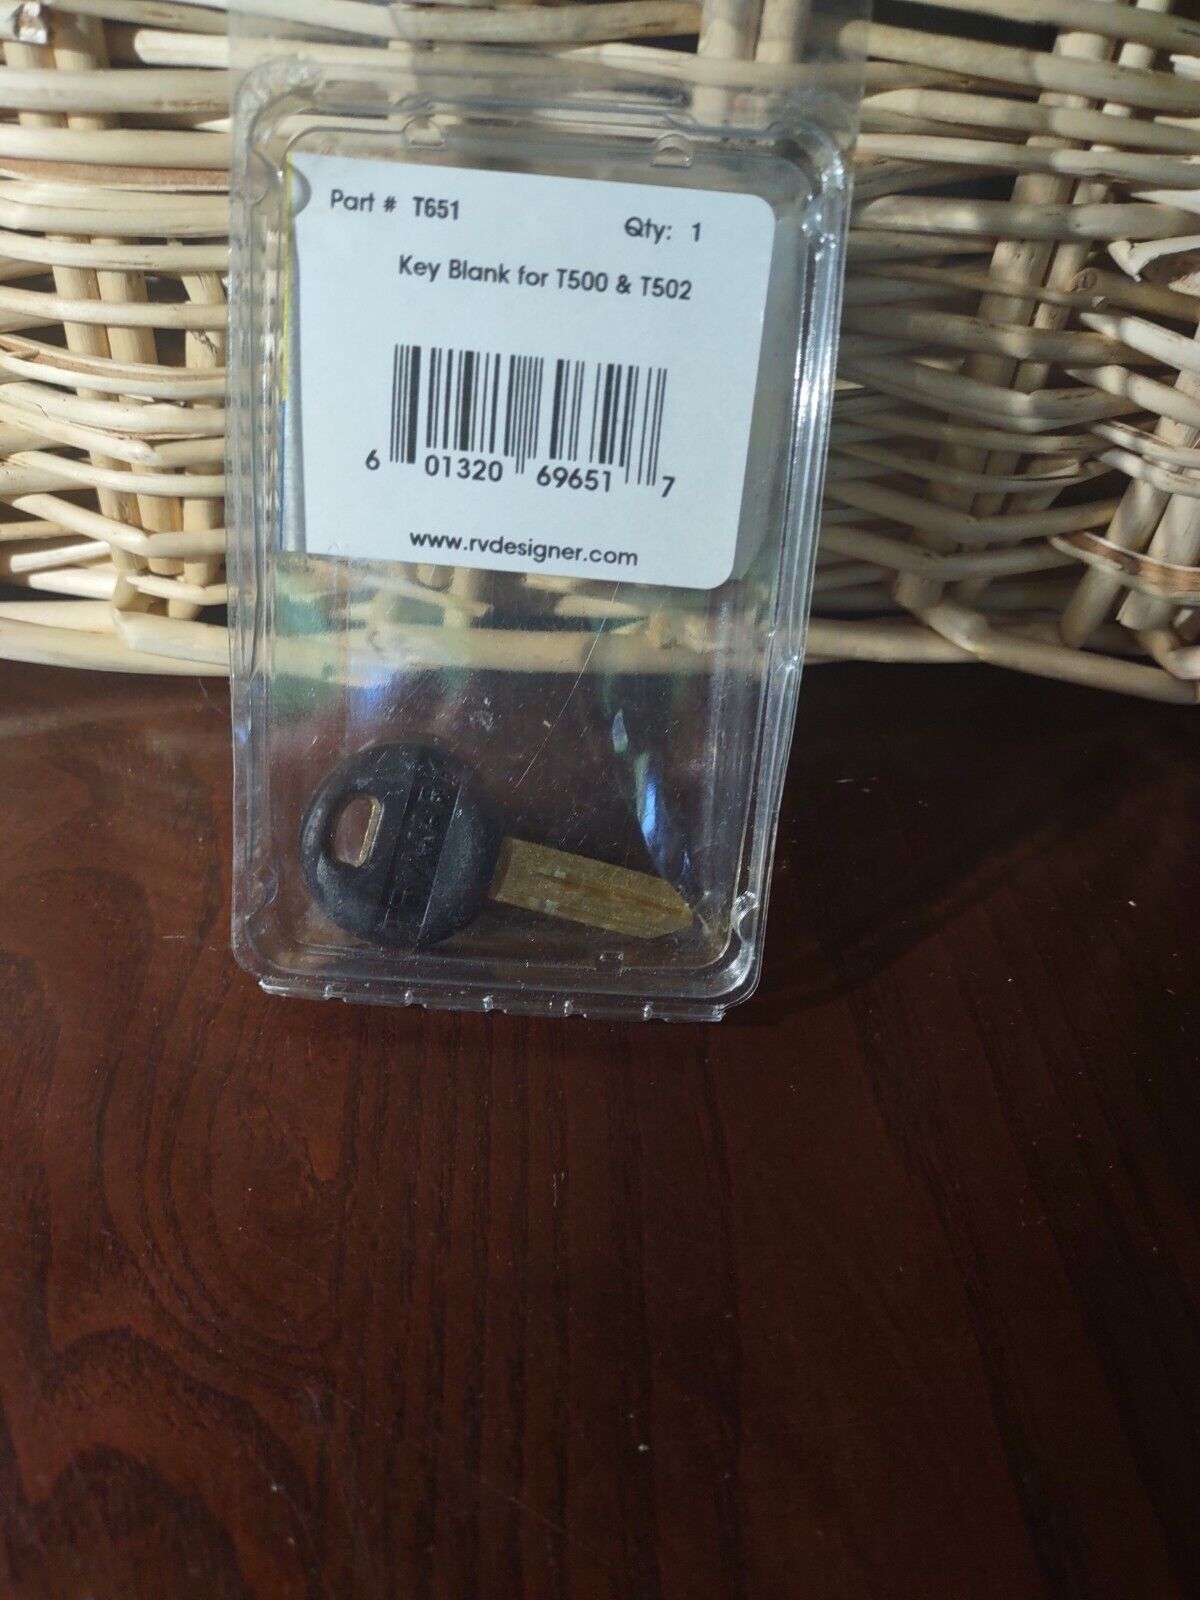 Part # T651
Qty: 1
Key Blank for T500 & T502
6 01320 69651 7
www.rvdesigner.com